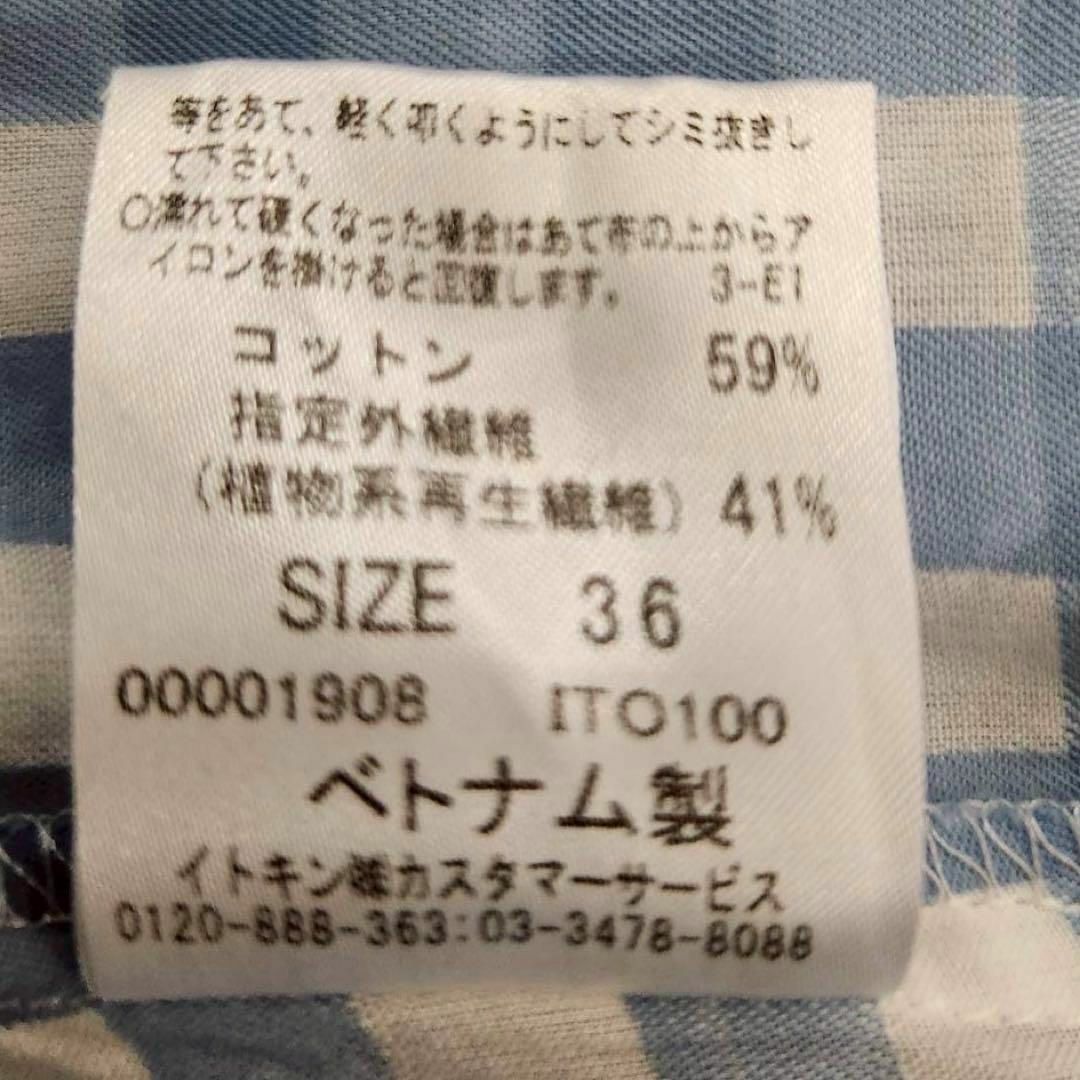 等をあて、軽く叩くようにしてシミ抜きし
て下さい。
○濡れて硬くなった場合はあて布の上からア
イロンを掛けると回復します。 3-E1
コットン 59%
指定外繊維
(植物系再生繊維) 41%
SIZE 36
00001908 ITO100
ベトナム製
イトキン㈱カスタマーサービス
0120-888-363:03-3478-8088